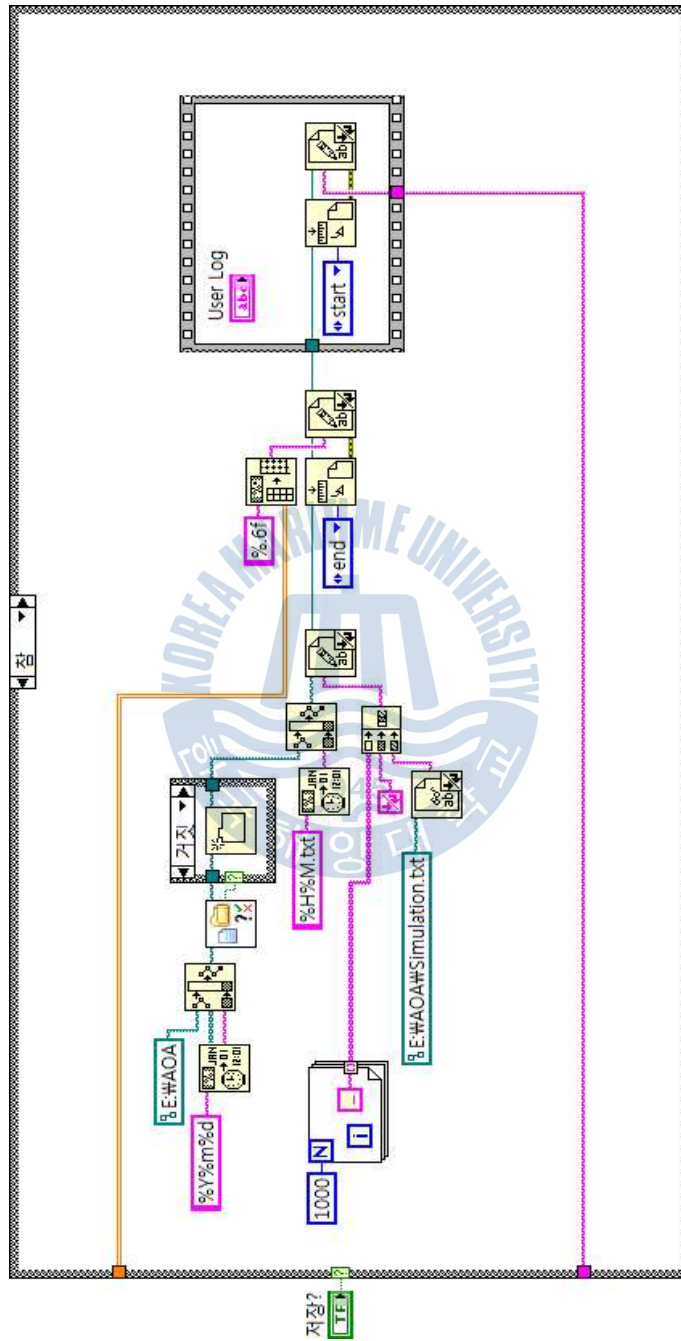 참
User Log
abc
start
%.6f
end
거짓
%H%M.txt
E:₩AOA
%Y%m%d
E:₩AOA₩Simulation.txt
1000
N
i
저장?
TF
KOREA MARITIME UNIVERSITY